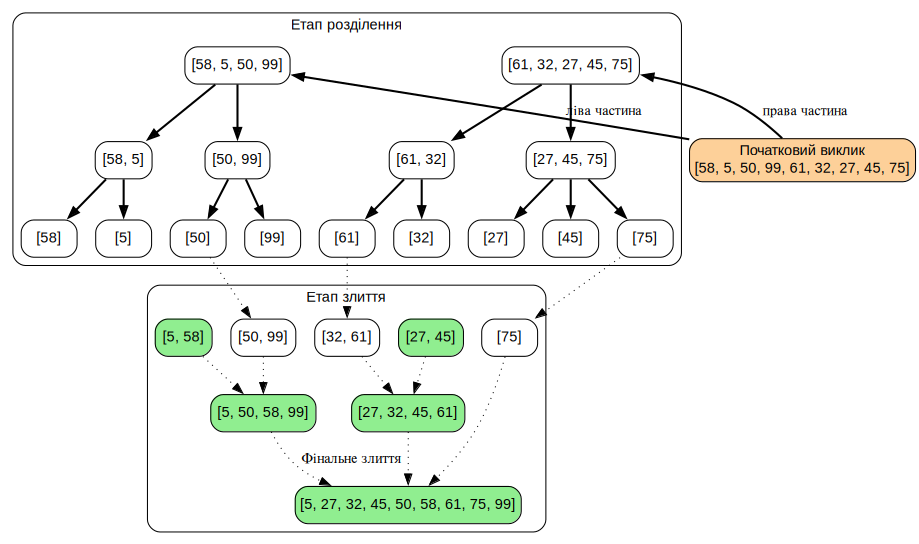 Етап розділення
[58, 5, 50, 99]
[61, 32, 27, 45, 75]
ліва частина
права частина
Початковий виклик
[58, 5, 50, 99, 61, 32, 27, 45, 75]
[58, 5]
[50, 99]
[61, 32]
[27, 45, 75]
[58]
[5]
[50]
[99]
[61]
[32]
[27]
[45]
[75]
Етап злиття
[5, 58]
[50, 99]
[32, 61]
[27, 45]
[75]
[5, 50, 58, 99]
[27, 32, 45, 61]
Фінальне злиття
[5, 27, 32, 45, 50, 58, 61, 75, 99]